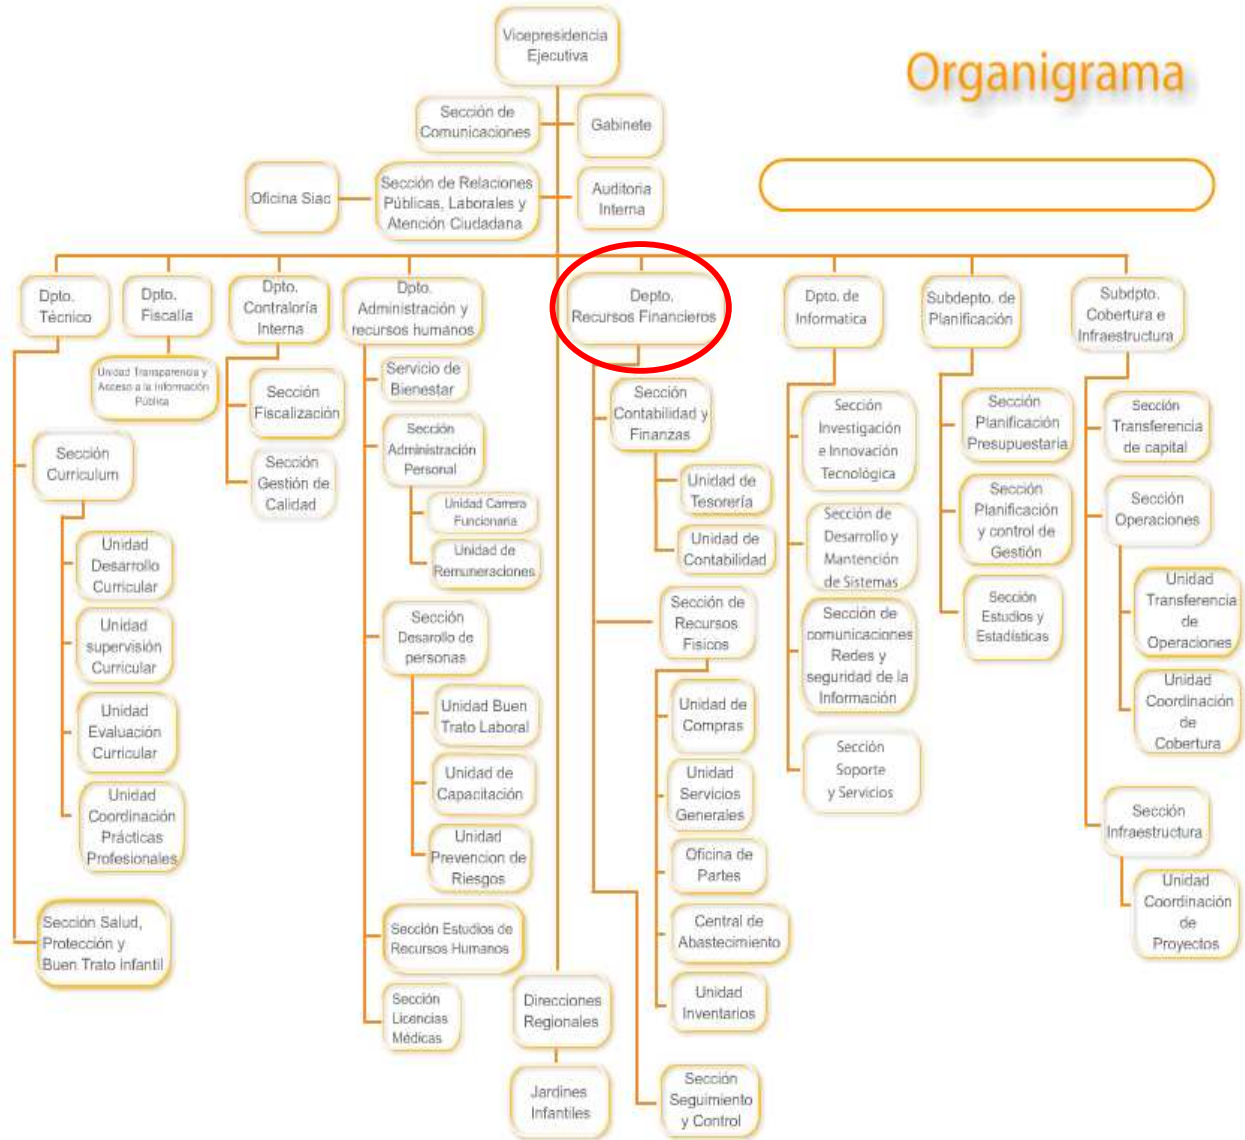 Organigrama
Vicepresidencia
Ejecutiva
Sección de
Comunicaciones
Gabinete
Oficina Siac
Sección de Relaciones
Públicas, Laborales y
Atención Ciudadana
Auditoria
Interna
Dpto.
Técnico
Dpto.
Fiscalía
Dpto.
Contraloría
Interna
Dpto.
Administración y
recursos humanos
Depto.
Recursos Financieros
Dpto. de
Informatica
Subdepto. de
Planificación
Subdpto.
Cobertura e
Infraestructura
Unidad Transparencia y
Acceso a la Información
Pública
Sección
Curriculum
Unidad
Desarrollo
Curricular
Unidad
supervisión
Curricular
Unidad
Evaluación
Curricular
Unidad
Coordinación
Prácticas
Profesionales
Sección Salud,
Protección y
Buen Trato infantil
Sección
Fiscalización
Sección
Gestión de
Calidad
Servicio de
Bienestar
Sección
Administración
Personal
Unidad Carrera
Funcionaria
Unidad de
Remuneraciones
Sección
Desarollo de
personas
Unidad Buen
Trato Laboral
Unidad de
Capacitación
Unidad
Prevencion de
Riesgos
Sección Estudios de
Recursos Humanos
Sección
Licencias
Médicas
Direcciones
Regionales
Jardines
Infantiles
Sección
Contabilidad y
Finanzas
Unidad de
Tesorería
Unidad de
Contabilidad
Sección de
Recursos
Fisicos
Unidad de
Compras
Unidad
Servicios
Generales
Oficina de
Partes
Central de
Abastecimiento
Unidad
Inventarios
Sección
Seguimiento
y Control
Sección
Investigación
e Innovación
Tecnológica
Sección de
Desarrollo y
Mantención
de Sistemas
Sección de
comunicaciones
Redes y
seguridad de la
Información
Sección
Soporte
y Servicios
Sección
Planificación
Presupuestaria
Sección
Planificación
y control de
Gestión
Sección
Estudios y
Estadísticas
Sección
Transferencia
de capital
Sección
Operaciones
Unidad
Transferencia
de
Operaciones
Unidad
Coordinación
de
Cobertura
Sección
Infraestructura
Unidad
Coordinación
de
Proyectos